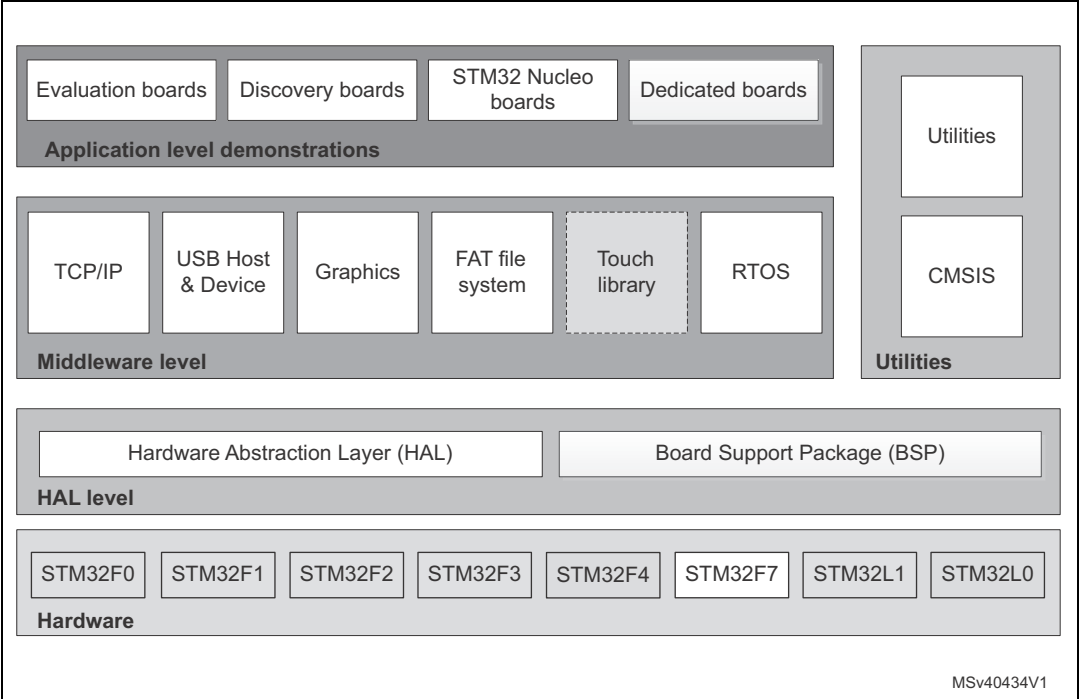 Evaluation boards
Discovery boards
STM32 Nucleo
boards
Dedicated boards
Application level demonstrations
TCP/IP
USB Host
& Device
Graphics
FAT file
system
Touch
library
RTOS
Middleware level
Utilities
CMSIS
Utilities
Hardware Abstraction Layer (HAL)
Board Support Package (BSP)
HAL level
STM32F0
STM32F1
STM32F2
STM32F3
STM32F4
STM32F7
STM32L1
STM32L0
Hardware
MSv40434V1